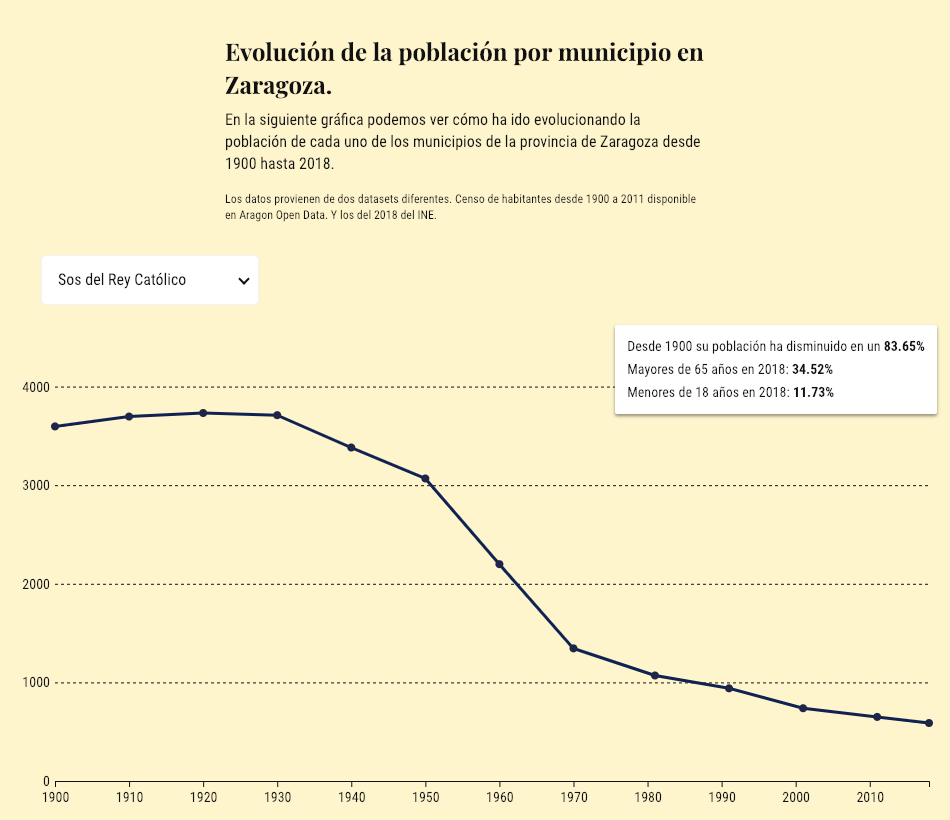 Evolución de la población por municipio en
Zaragoza.
En la siguiente gráfica podemos ver cómo ha ido evolucionando la
población de cada uno de los municipios de la provincia de Zaragoza desde
1900 hasta 2018.
Los datos provienen de dos datasets diferentes. Censo de habitantes desde 1900 a 2011 disponible
en Aragon Open Data. Y los del 2018 del INE.
Sos del Rey Católico
Desde 1900 su población ha disminuido en un 83.65%
Mayores de 65 años en 2018: 34.52%
Menores de 18 años en 2018: 11.73%
4000
3000
2000
1000
0
1900 1910 1920 1930 1940 1950 1960 1970 1980 1990 2000 2010